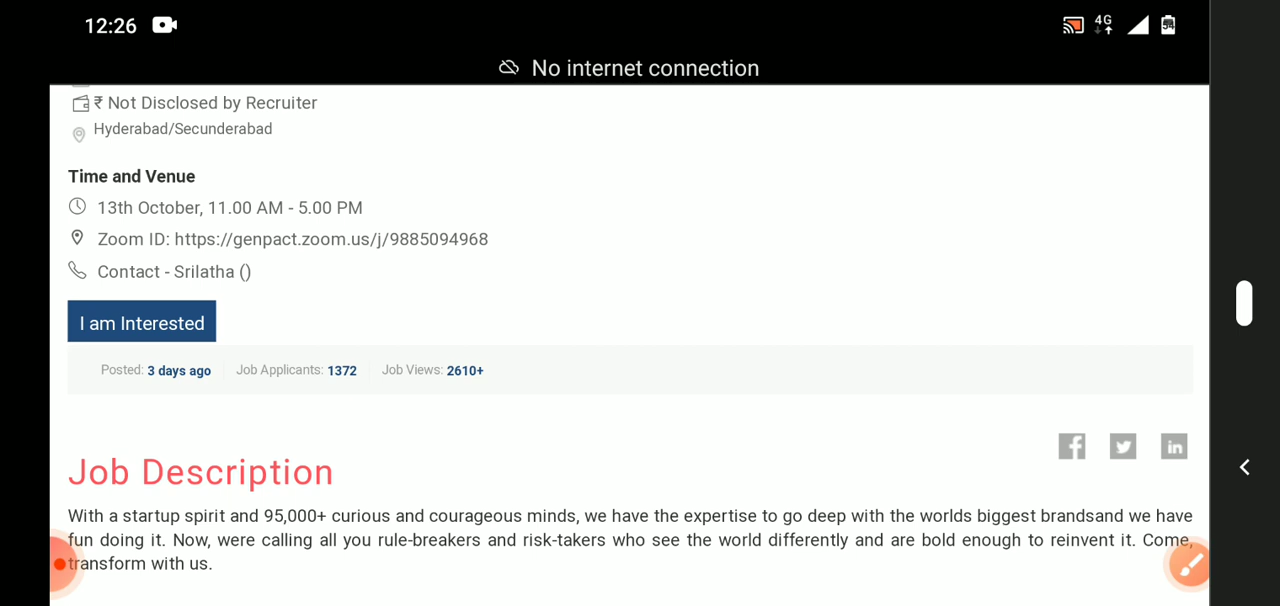 12:26
4G
54
No internet connection
₹ Not Disclosed by Recruiter
Hyderabad/Secunderabad
Time and Venue
13th October, 11.00 AM - 5.00 PM
Zoom ID: https://genpact.zoom.us/j/9885094968
Contact - Srilatha ()
I am Interested
Posted: 3 days ago Job Applicants: 1372 Job Views: 2610+
Job Description
With a startup spirit and 95,000+ curious and courageous minds, we have the expertise to go deep with the worlds biggest brandsand we have
fun doing it. Now, were calling all you rule-breakers and risk-takers who see the world differently and are bold enough to reinvent it. Come,
transform with us.